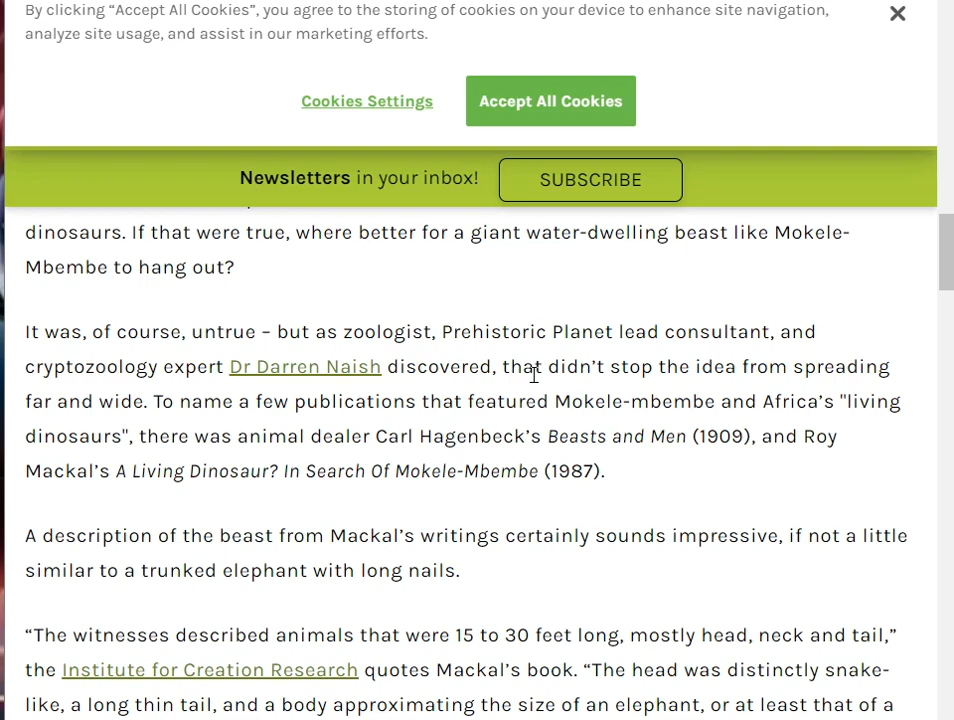 By clicking “Accept All Cookies”, you agree to the storing of cookies on your device to enhance site navigation,
analyze site usage, and assist in our marketing efforts.
Cookies Settings
Accept All Cookies
Newsletters in your inbox!
SUBSCRIBE
dinosaurs. If that were true, where better for a giant water-dwelling beast like Mokele-
Mbembe to hang out?
It was, of course, untrue – but as zoologist, Prehistoric Planet lead consultant, and
cryptozoology expert Dr Darren Naish discovered, that didn’t stop the idea from spreading
far and wide. To name a few publications that featured Mokele-mbembe and Africa’s "living
dinosaurs", there was animal dealer Carl Hagenbeck’s Beasts and Men (1909), and Roy
Mackal’s A Living Dinosaur? In Search Of Mokele-Mbembe (1987).
A description of the beast from Mackal’s writings certainly sounds impressive, if not a little
similar to a trunked elephant with long nails.
“The witnesses described animals that were 15 to 30 feet long, mostly head, neck and tail,”
the Institute for Creation Research quotes Mackal’s book. “The head was distinctly snake-
like, a long thin tail, and a body approximating the size of an elephant, or at least that of a